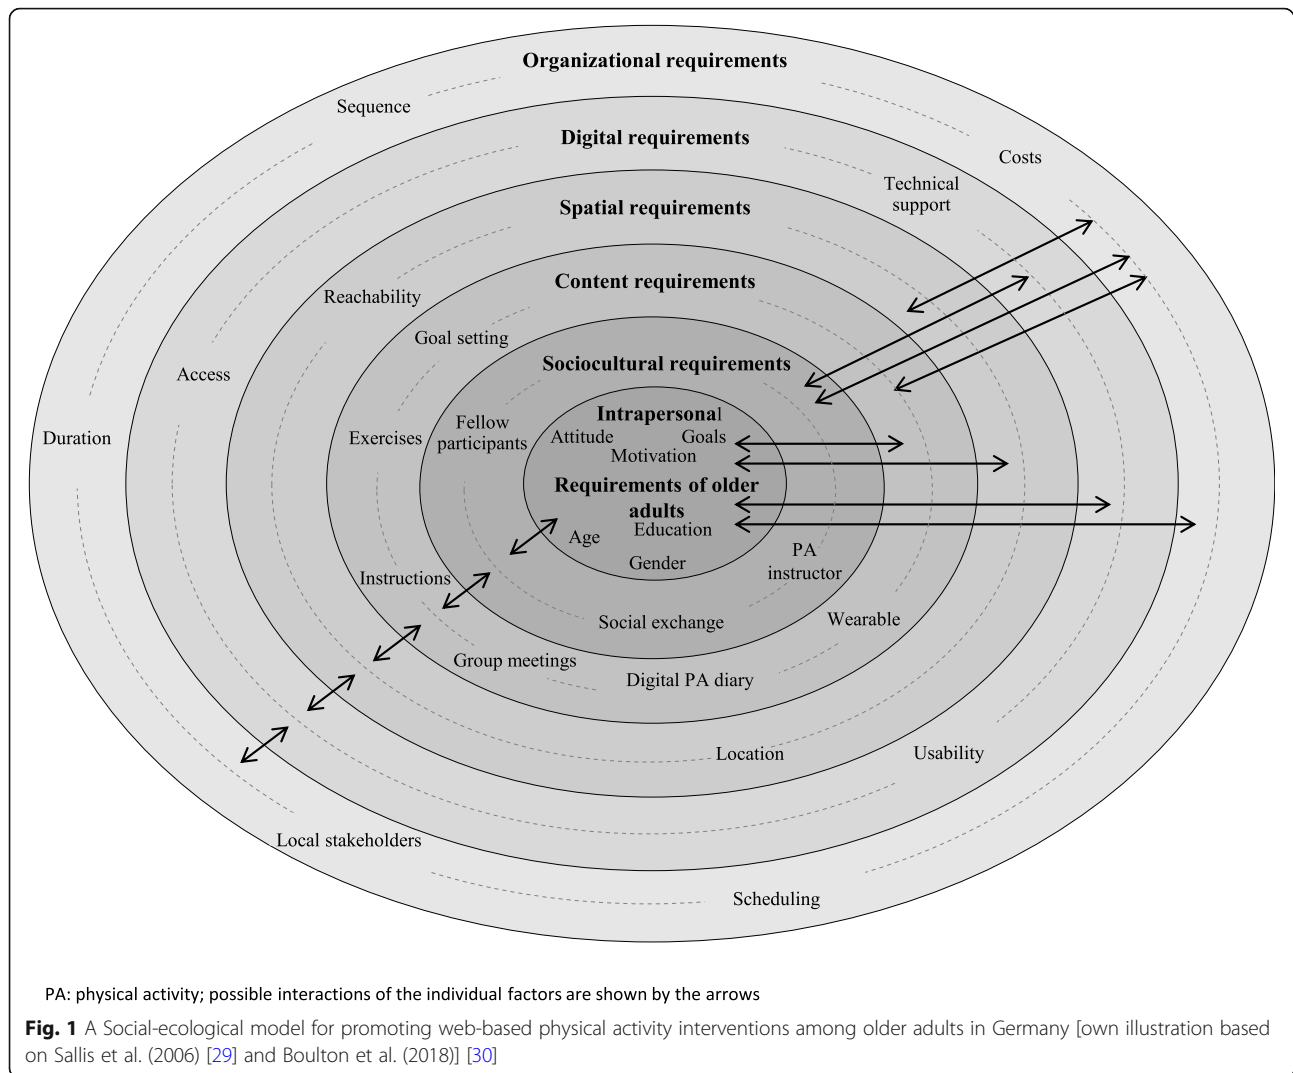 Organizational requirements
Sequence
Digital requirements
Costs
Technical
support
Spatial requirements
Content requirements
Reachability
Goal setting
Sociocultural requirements
Access
Intrapersonal
Duration
Exercises
Fellow
participants
Attitude
Goals
Motivation
Requirements of older
adults
Education
Age
Gender
PA
instructor
Instructions
Social exchange
Wearable
Group meetings
Digital PA diary
Location
Usability
Local stakeholders
Scheduling
PA: physical activity; possible interactions of the individual factors are shown by the arrows
Fig. 1 A Social-ecological model for promoting web-based physical activity interventions among older adults in Germany [own illustration based
on Sallis et al. (2006) [29] and Boulton et al. (2018)] [30]